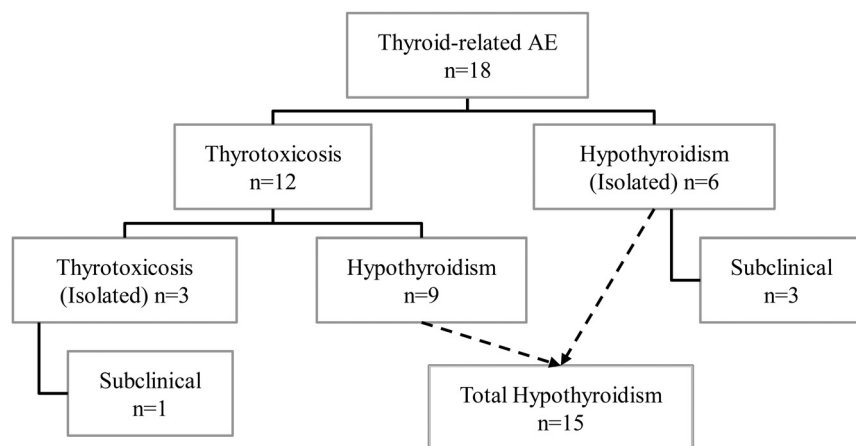 Thyroid-related AE
n=18
Thyrotoxicosis
n=12
Hypothyroidism
(Isolated) n=6
Thyrotoxicosis
(Isolated) n=3
Hypothyroidism
n=9
Subclinical
n=3
Subclinical
n=1
Total Hypothyroidism
n=15